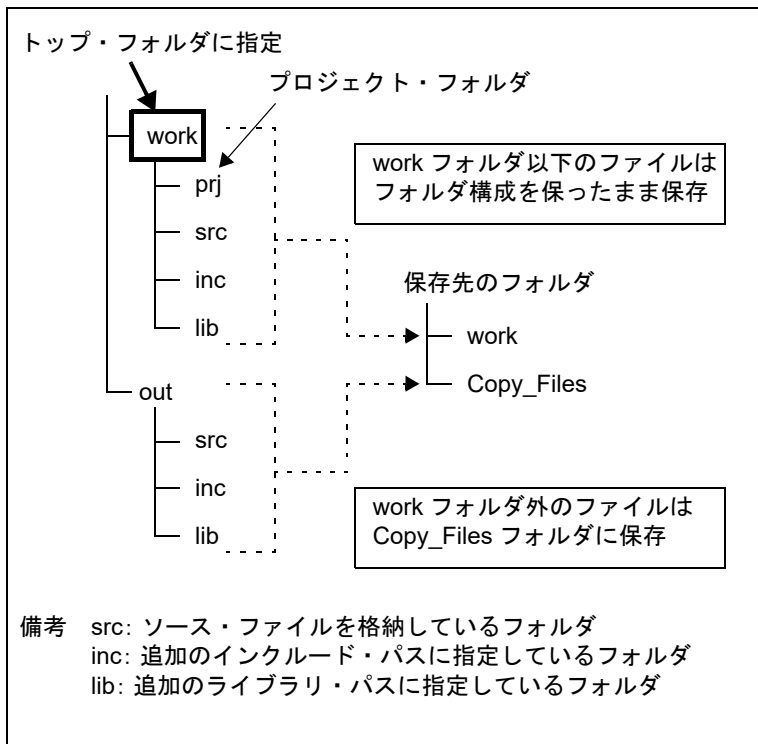 トップ・フォルダに指定
プロジェクト・フォルダ
work
prj
src
inc
lib
out
src
inc
lib
work フォルダ以下のファイルは
フォルダ構成を保ったまま保存
保存先のフォルダ
work
Copy_Files
work フォルダ外のファイルは
Copy_Files フォルダに保存
備考 src: ソース・ファイルを格納しているフォルダ
inc: 追加のインクルード・パスに指定しているフォルダ
lib: 追加のライブラリ・パスに指定しているフォルダ